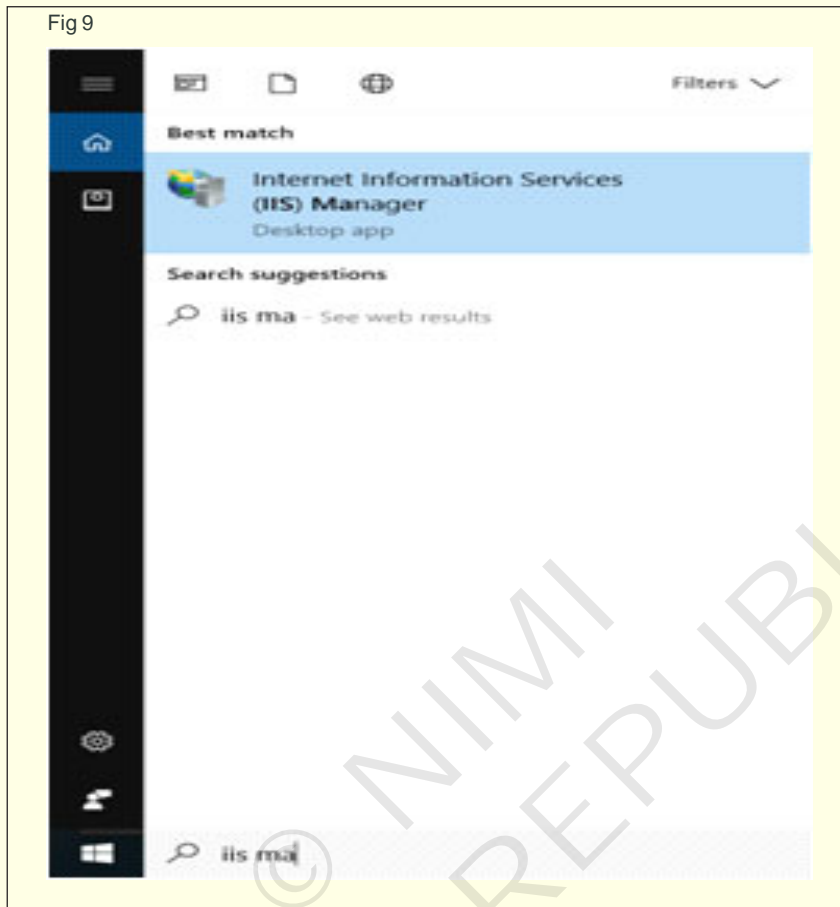 Fig 9
Filters
Best match
Internet Information Services
(IIS) Manager
Desktop app
Search suggestions
iis ma - See web results
iis ma
© NIMI
REPUBL